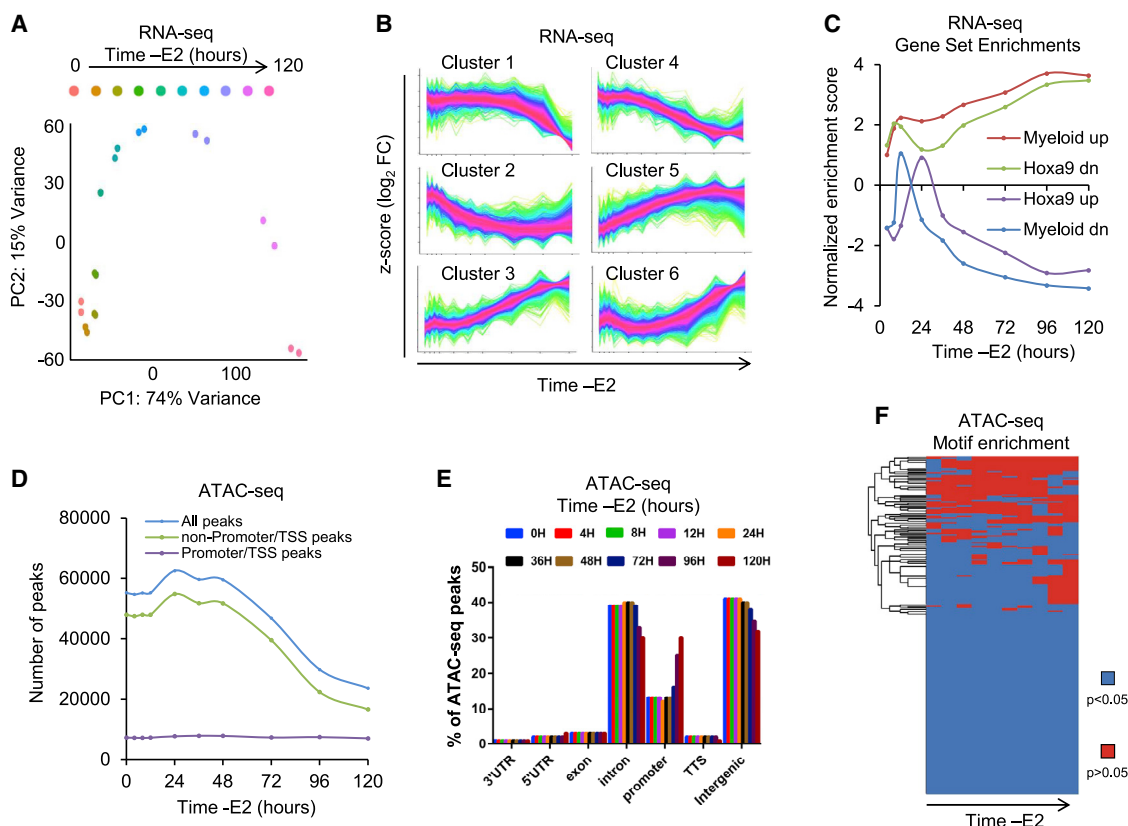 A
RNA-seq
Time –E2 (hours)
0
120
60
30
0
-30
-60
0
100
PC2: 15% Variance
PC1: 74% Variance
B
RNA-seq
Cluster 1
Cluster 4
Cluster 2
Cluster 5
Cluster 3
Cluster 6
z-score (log2 FC)
Time –E2
C
RNA-seq
Gene Set Enrichments
Normalized enrichment score
4
2
0
-2
-4
Myeloid up
Hoxa9 dn
Hoxa9 up
Myeloid dn
0
24
48
72
96
120
Time –E2 (hours)
D
ATAC-seq
All peaks
non-Promoter/TSS peaks
Promoter/TSS peaks
Number of peaks
80000
60000
40000
20000
0
0
24
48
72
96
120
Time -E2 (hours)
E
ATAC-seq
Time –E2 (hours)
0H
4H
8H
12H
24H
36H
48H
72H
96H
120H
% of ATAC-seq peaks
50
40
30
20
10
0
3'UTR
5'UTR
exon
intron
promoter
TTS
Intergenic
F
ATAC-seq
Motif enrichment
p<0.05
p>0.05
Time –E2